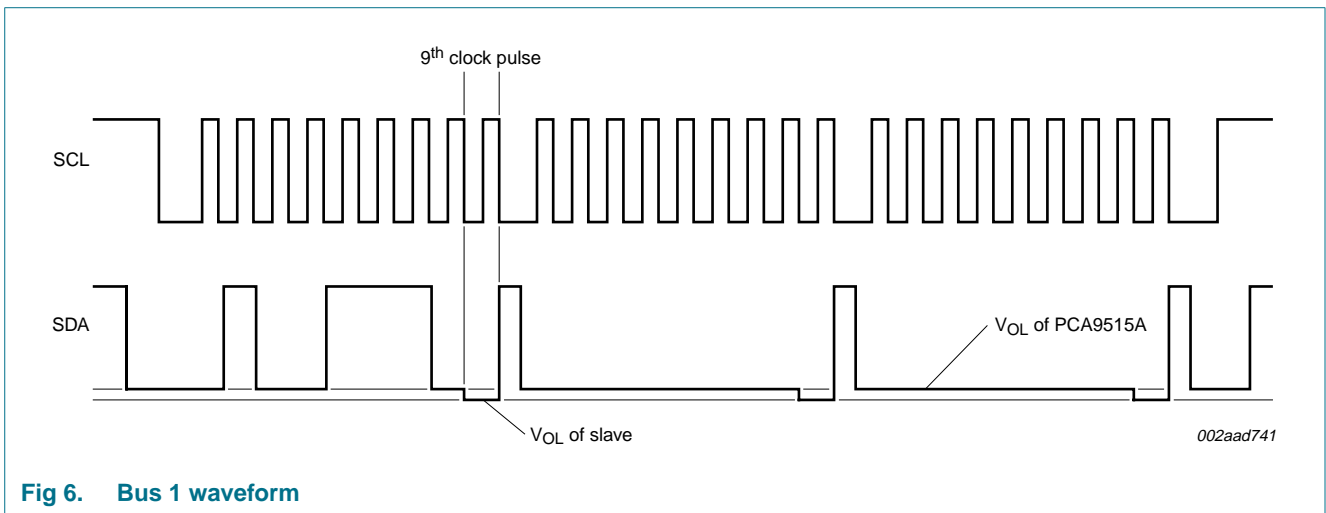 9th clock pulse
SCL
SDA
VOL of PCA9515A
VOL of slave
002aad741
Fig 6. Bus 1 waveform